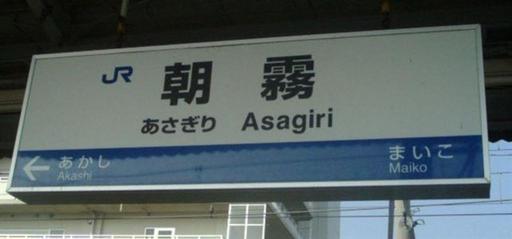 JR 朝霧
あさぎり Asagiri
← あかし まいこ
Akashi Maiko